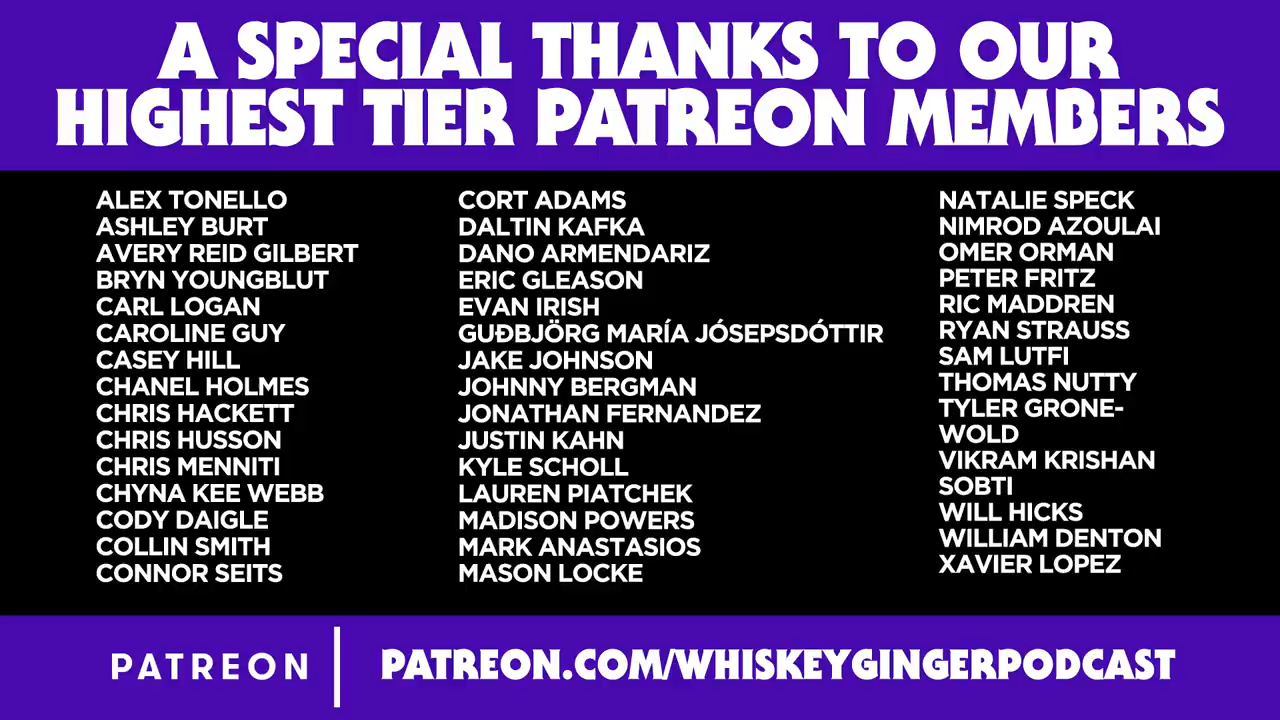 A SPECIAL THANKS TO OUR
HIGHEST TIER PATREON MEMBERS
ALEX TONELLO
ASHLEY BURT
AVERY REID GILBERT
BRYN YOUNGBLUT
CARL LOGAN
CAROLINE GUY
CASEY HILL
CHANEL HOLMES
CHRIS HACKETT
CHRIS HUSSON
CHRIS MENNITI
CHYNA KEE WEBB
CODY DAIGLE
COLLIN SMITH
CONNOR SEITS
CORT ADAMS
DALTIN KAFKA
DANO ARMENDARIZ
ERIC GLEASON
EVAN IRISH
GUÐBJÖRG MARÍA JÓSEPSDÓTTIR
JAKE JOHNSON
JOHNNY BERGMAN
JONATHAN FERNANDEZ
JUSTIN KAHN
KYLE SCHOLL
LAUREN PIATCHEK
MADISON POWERS
MARK ANASTASIOS
MASON LOCKE
NATALIE SPECK
NIMROD AZOULAI
OMER ORMAN
PETER FRITZ
RIC MADDREN
RYAN STRAUSS
SAM LUTFI
THOMAS NUTTY
TYLER GRONE-
WOLD
VIKRAM KRISHAN
SOBTI
WILL HICKS
WILLIAM DENTON
XAVIER LOPEZ
PATREON
PATREON.COM/WHISKEYGINGERPODCAST